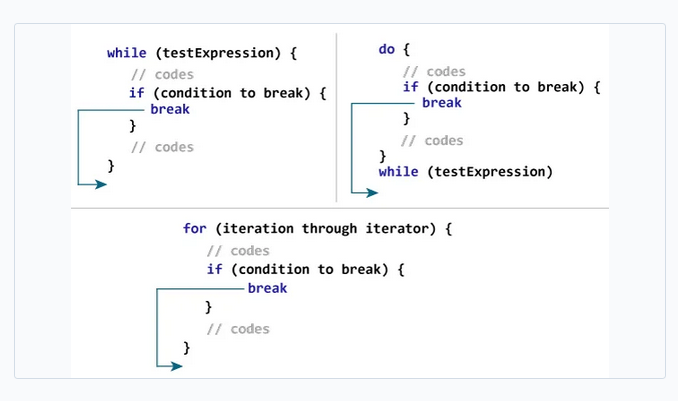 while (testExpression) {
// codes
if (condition to break) {
break
}
// codes
}
do {
// codes
if (condition to break) {
break
}
// codes
}
while (testExpression)
for (iteration through iterator) {
// codes
if (condition to break) {
break
}
// codes
}